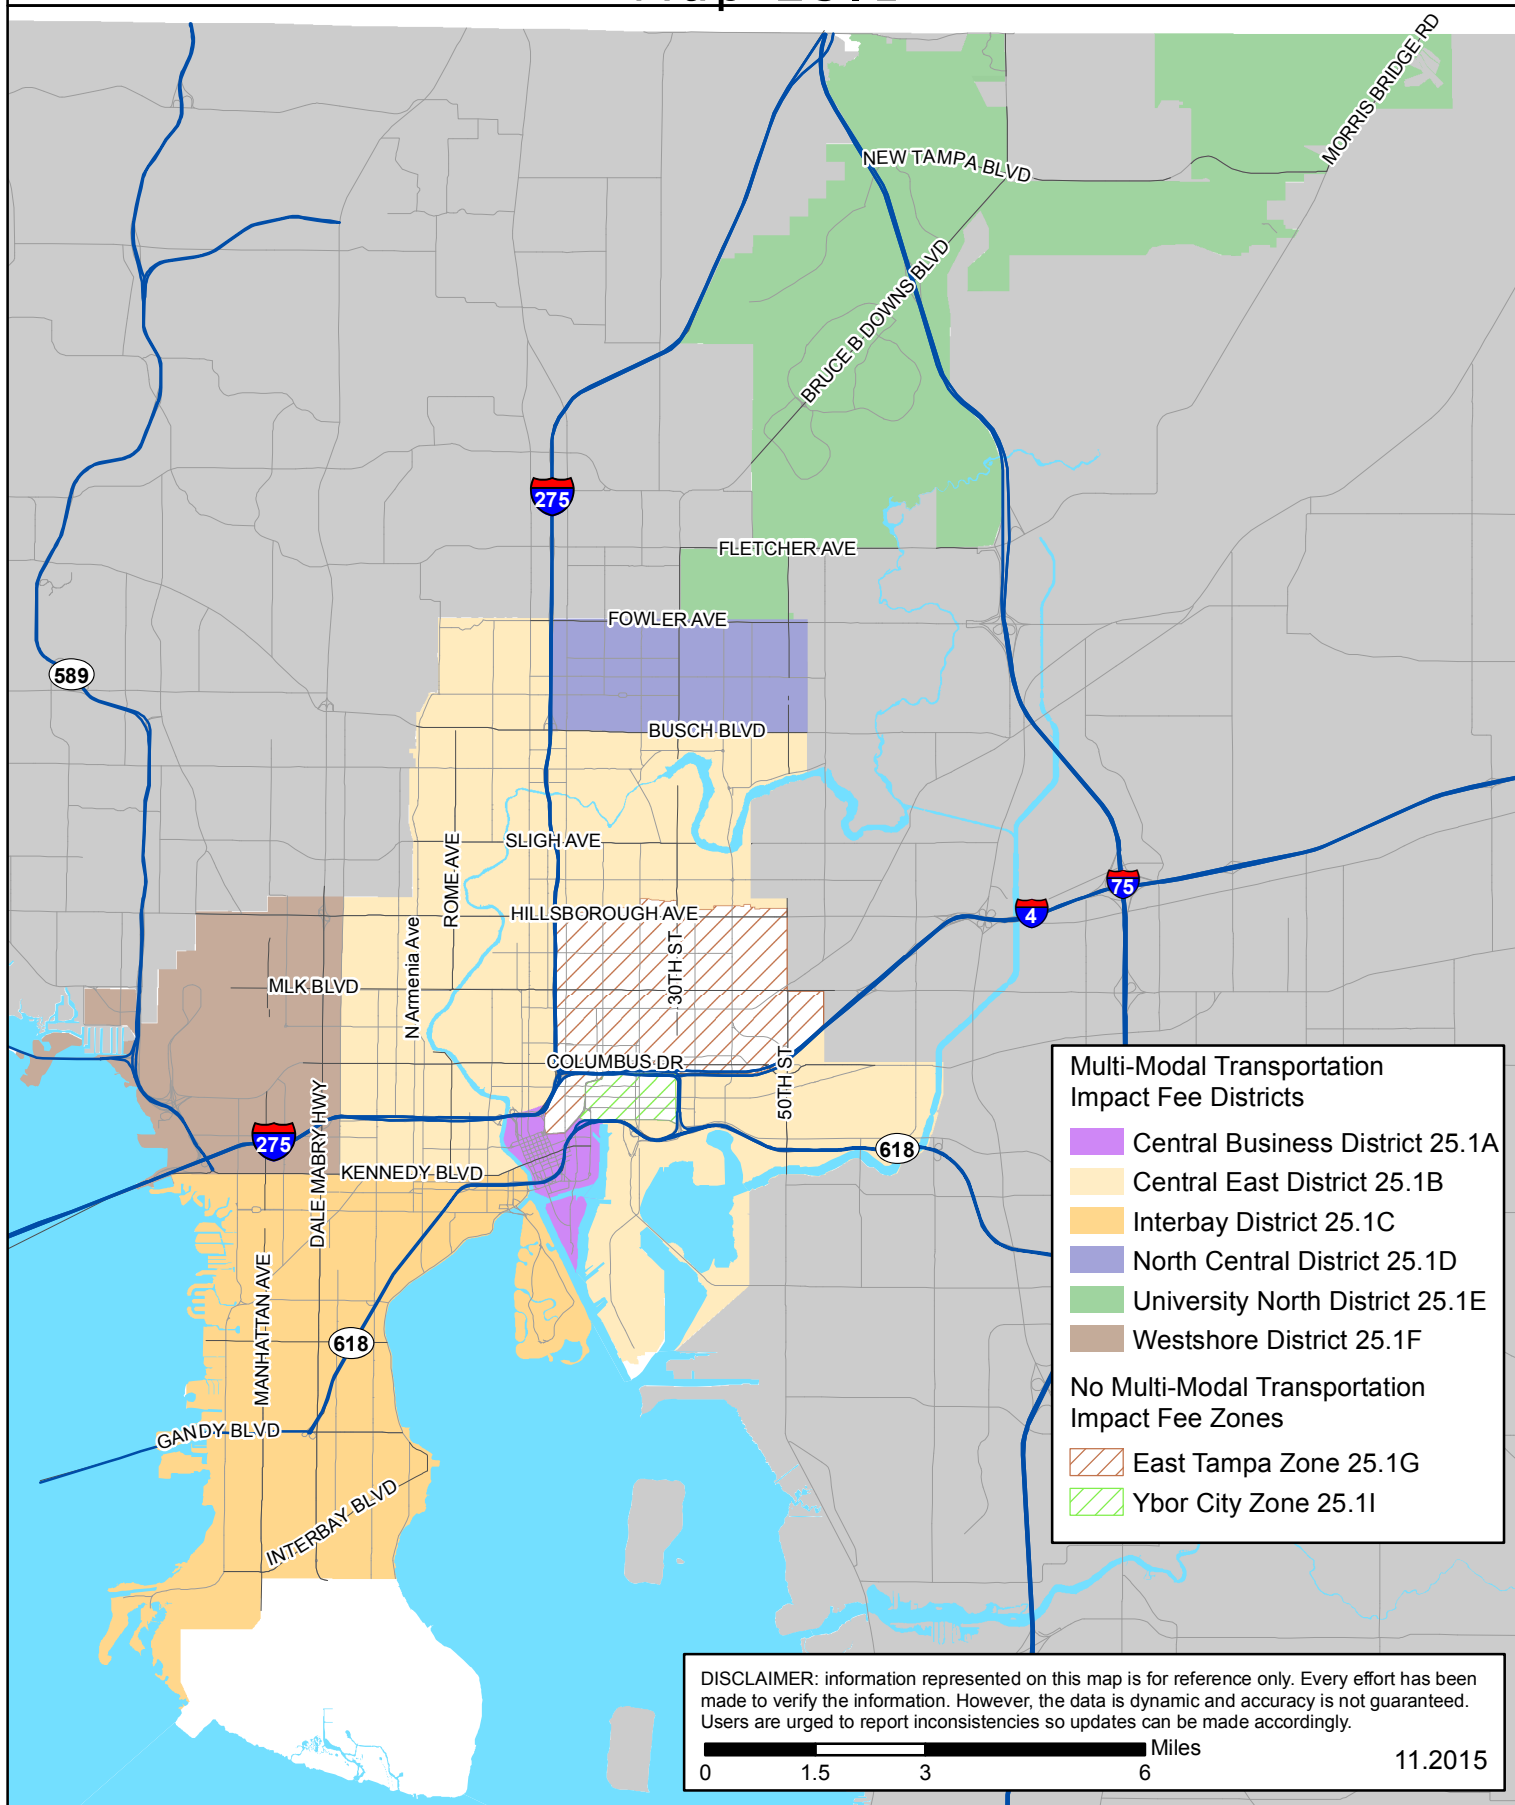 MORRIS BRIDGE RD
NEW TAMPA BLVD
BRUCE B DOWNS BLVD
275
FLETCHER AVE
FOWLER AVE
589
BUSCH BLVD
SLIGH AVE
ROME AVE
75
4
HILLSBOROUGH AVE
N Armenia Ave
30TH ST
MLK BLVD
COLUMBUS DR
50TH ST
DALE MABRY HWY
275
618
KENNEDY BLVD
MANHATTAN AVE
618
GANDY BLVD
INTERBAY BLVD
Multi-Modal Transportation
Impact Fee Districts
Central Business District 25.1A
Central East District 25.1B
Interbay District 25.1C
North Central District 25.1D
University North District 25.1E
Westshore District 25.1F
No Multi-Modal Transportation
Impact Fee Zones
East Tampa Zone 25.1G
Ybor City Zone 25.1I
DISCLAIMER: information represented on this map is for reference only. Every effort has been
made to verify the information. However, the data is dynamic and accuracy is not guaranteed.
Users are urged to report inconsistencies so updates can be made accordingly.
Miles
0 1.5 3 6
11.2015